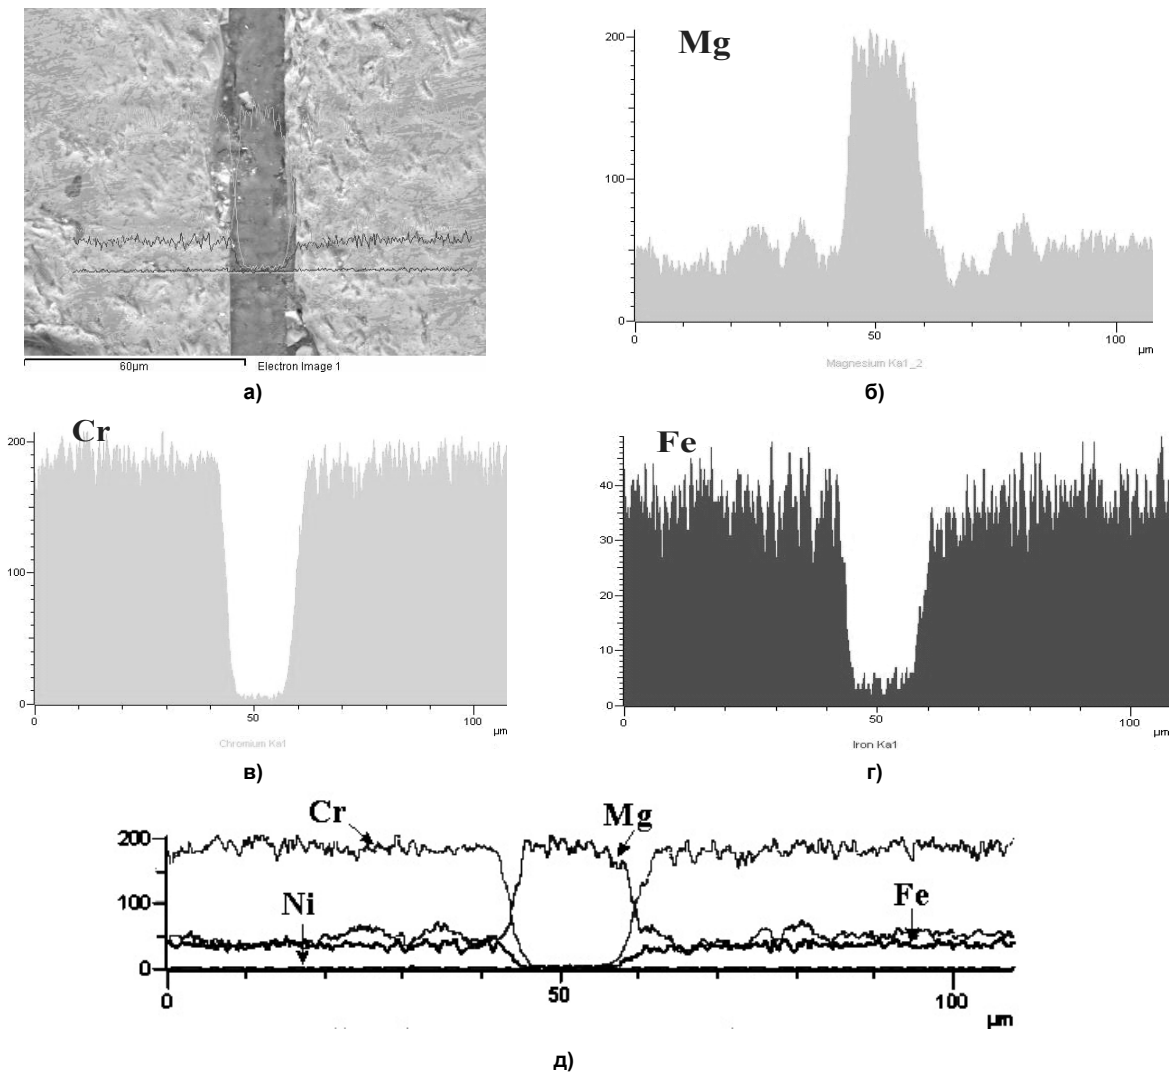 60µm Electron Image 1
а)
Mg
200
150
100
50
0
0 50 100
µm
Magnesium Ka1_2
б)
Cr
200
100
0
0 50 100
µm
Chromium Ka1
в)
Fe
40
30
20
10
0
0 50 100
µm
Iron Ka1
г)
Cr Mg
200
Ni Fe
100
0
0 50 100
µm
д)